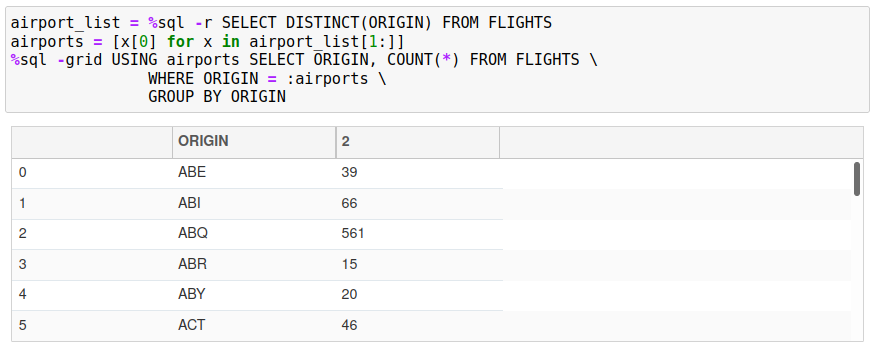 airport_list = %sql -r SELECT DISTINCT(ORIGIN) FROM FLIGHTS
airports = [x[0] for x in airport_list[1:]]
%sql -grid USING airports SELECT ORIGIN, COUNT(*) FROM FLIGHTS \
WHERE ORIGIN = :airports \
GROUP BY ORIGIN
ORIGIN 2
0 ABE 39
1 ABI 66
2 ABQ 561
3 ABR 15
4 ABY 20
5 ACT 46